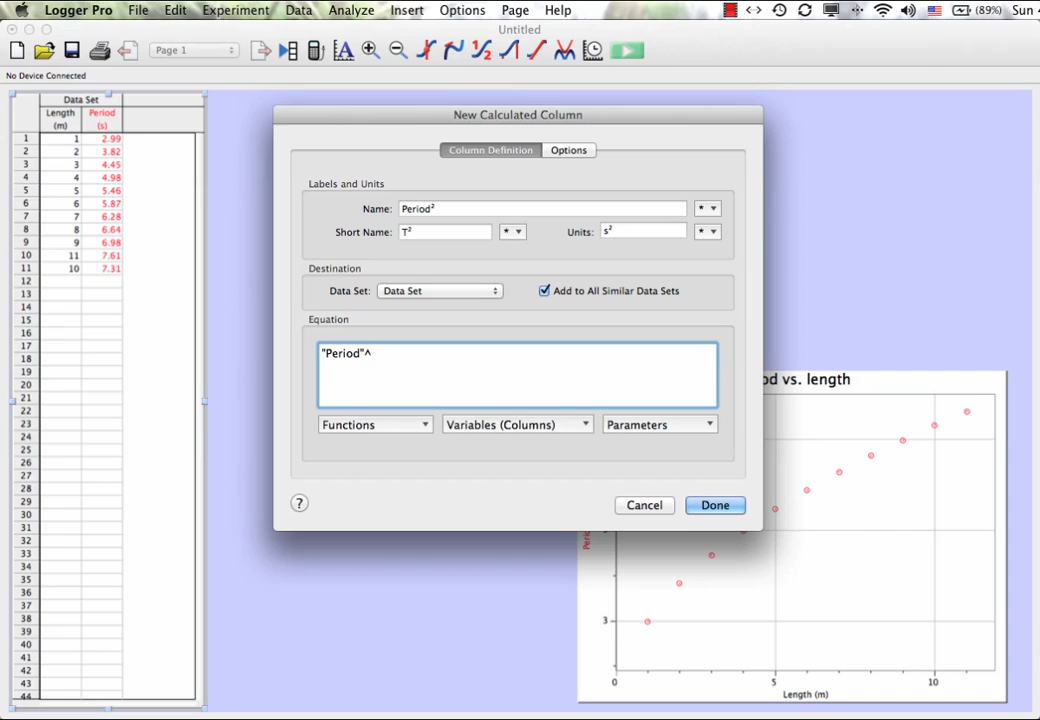 Logger Pro File Edit Experiment Data Analyze Insert Options Page Help (89%) Sun
Untitled
Page 1
No Device Connected
Data Set
Length Period
(m) (s)
1 1 2.99
2 2 3.82
3 3 4.45
4 4 4.98
5 5 5.46
6 6 5.87
7 7 6.28
8 8 6.64
9 9 6.98
10 11 7.61
11 10 7.31
12
13
14
15
16
17
18
19
20
21
22
23
24
25
26
27
28
29
30
31
32
33
34
35
36
37
38
39
40
41
42
43
44
New Calculated Column
Column Definition Options
Labels and Units
Name: Period²
Short Name: T² Units: s²
Destination
Data Set: Data Set Add to All Similar Data Sets
Equation
"Period"^
Functions Variables (Columns) Parameters
? Cancel Done
od vs. length
Perio
3
0 5 10
Length (m)